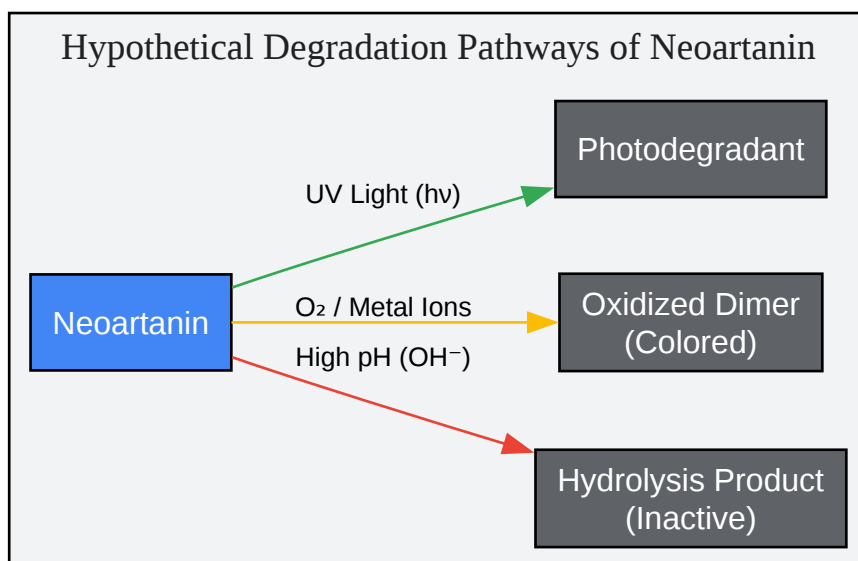 Hypothetical Degradation Pathways of Neoartanin
Photodegradant
UV Light (hν)
Neoartanin
O₂ / Metal Ions
Oxidized Dimer
(Colored)
High pH (OH⁻)
Hydrolysis Product
(Inactive)